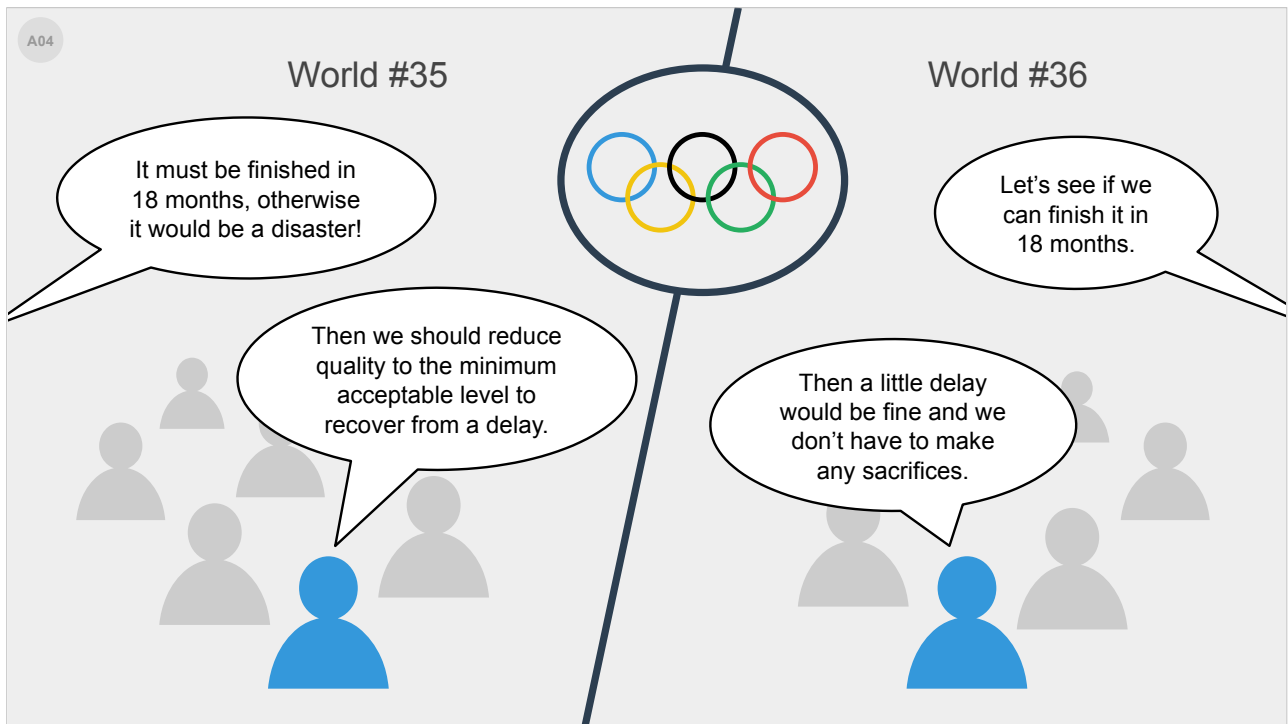 A04
World #35
It must be finished in
18 months, otherwise
it would be a disaster!
Then we should reduce
quality to the minimum
acceptable level to
recover from a delay.
World #36
Let’s see if we
can finish it in
18 months.
Then a little delay
would be fine and we
don’t have to make
any sacrifices.